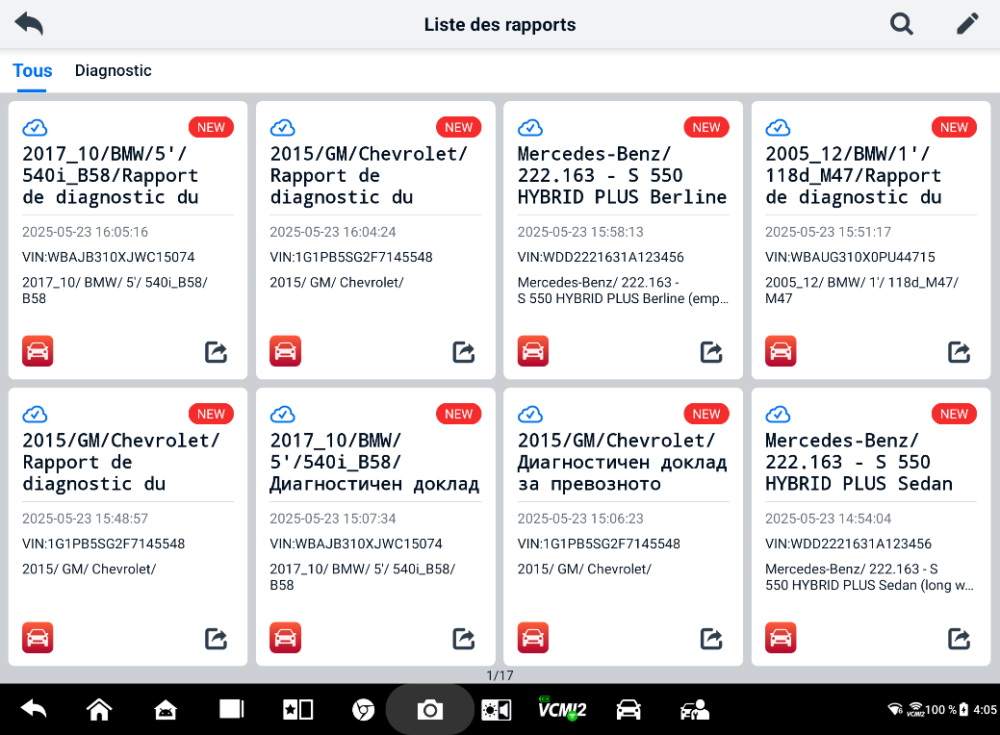 Liste des rapports
Tous
Diagnostic
NEW
2017_10/BMW/5'/
540i_B58/Rapport
de diagnostic du
2025-05-23 16:05:16
VIN:WBAJB310XJWC15074
2017_10/ BMW/ 5'/ 540i_B58/
B58
NEW
2015/GM/Chevrolet/
Rapport de
diagnostic du
2025-05-23 16:04:24
VIN:1G1PB5SG2F7145548
2015/ GM/ Chevrolet/
NEW
Mercedes-Benz/
222.163 - S 550
HYBRID PLUS Berline
2025-05-23 15:58:13
VIN:WDD2221631A123456
Mercedes-Benz/ 222.163 -
S 550 HYBRID PLUS Berline (emp...
NEW
2005_12/BMW/1'/
118d_M47/Rapport
de diagnostic du
2025-05-23 15:51:17
VIN:WBAUG310X0PU44715
2005_12/ BMW/ 1'/ 118d_M47/
M47
NEW
2015/GM/Chevrolet/
Rapport de
diagnostic du
2025-05-23 15:48:57
VIN:1G1PB5SG2F7145548
2015/ GM/ Chevrolet/
NEW
2017_10/BMW/
5'/540i_B58/
Диагностичен доклад
2025-05-23 15:07:34
VIN:WBAJB310XJWC15074
2017_10/ BMW/ 5'/ 540i_B58/
B58
NEW
2015/GM/Chevrolet/
Диагностичен доклад
за превозното
2025-05-23 15:06:23
VIN:1G1PB5SG2F7145548
2015/ GM/ Chevrolet/
NEW
Mercedes-Benz/
222.163 - S 550
HYBRID PLUS Sedan
2025-05-23 14:54:04
VIN:WDD2221631A123456
Mercedes-Benz/ 222.163 - S
550 HYBRID PLUS Sedan (long w...
1/17
VCMI2
6
VCMI2
100 %
4:05